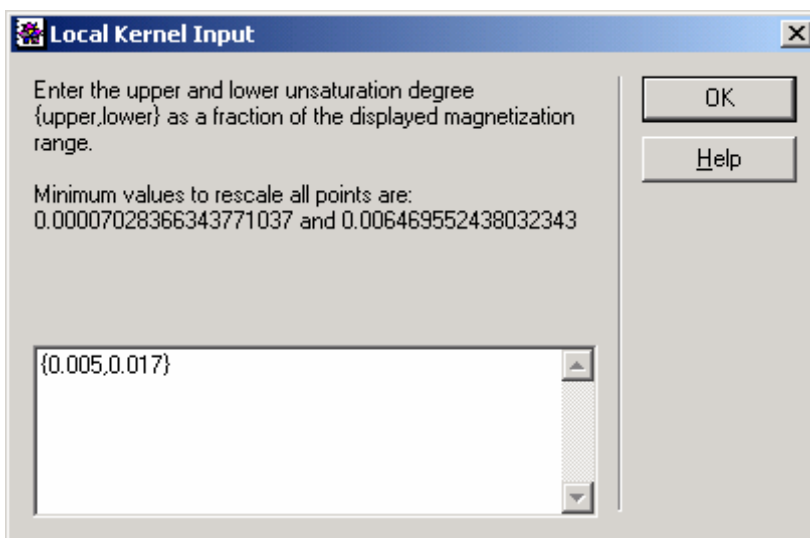 Local Kernel Input
Enter the upper and lower unsaturation degree
{upper,lower} as a fraction of the displayed magnetization
range.
Minimum values to rescale all points are:
0.00007028366343771037 and 0.006469552438032343
{0.005,0.017}
OK
Help